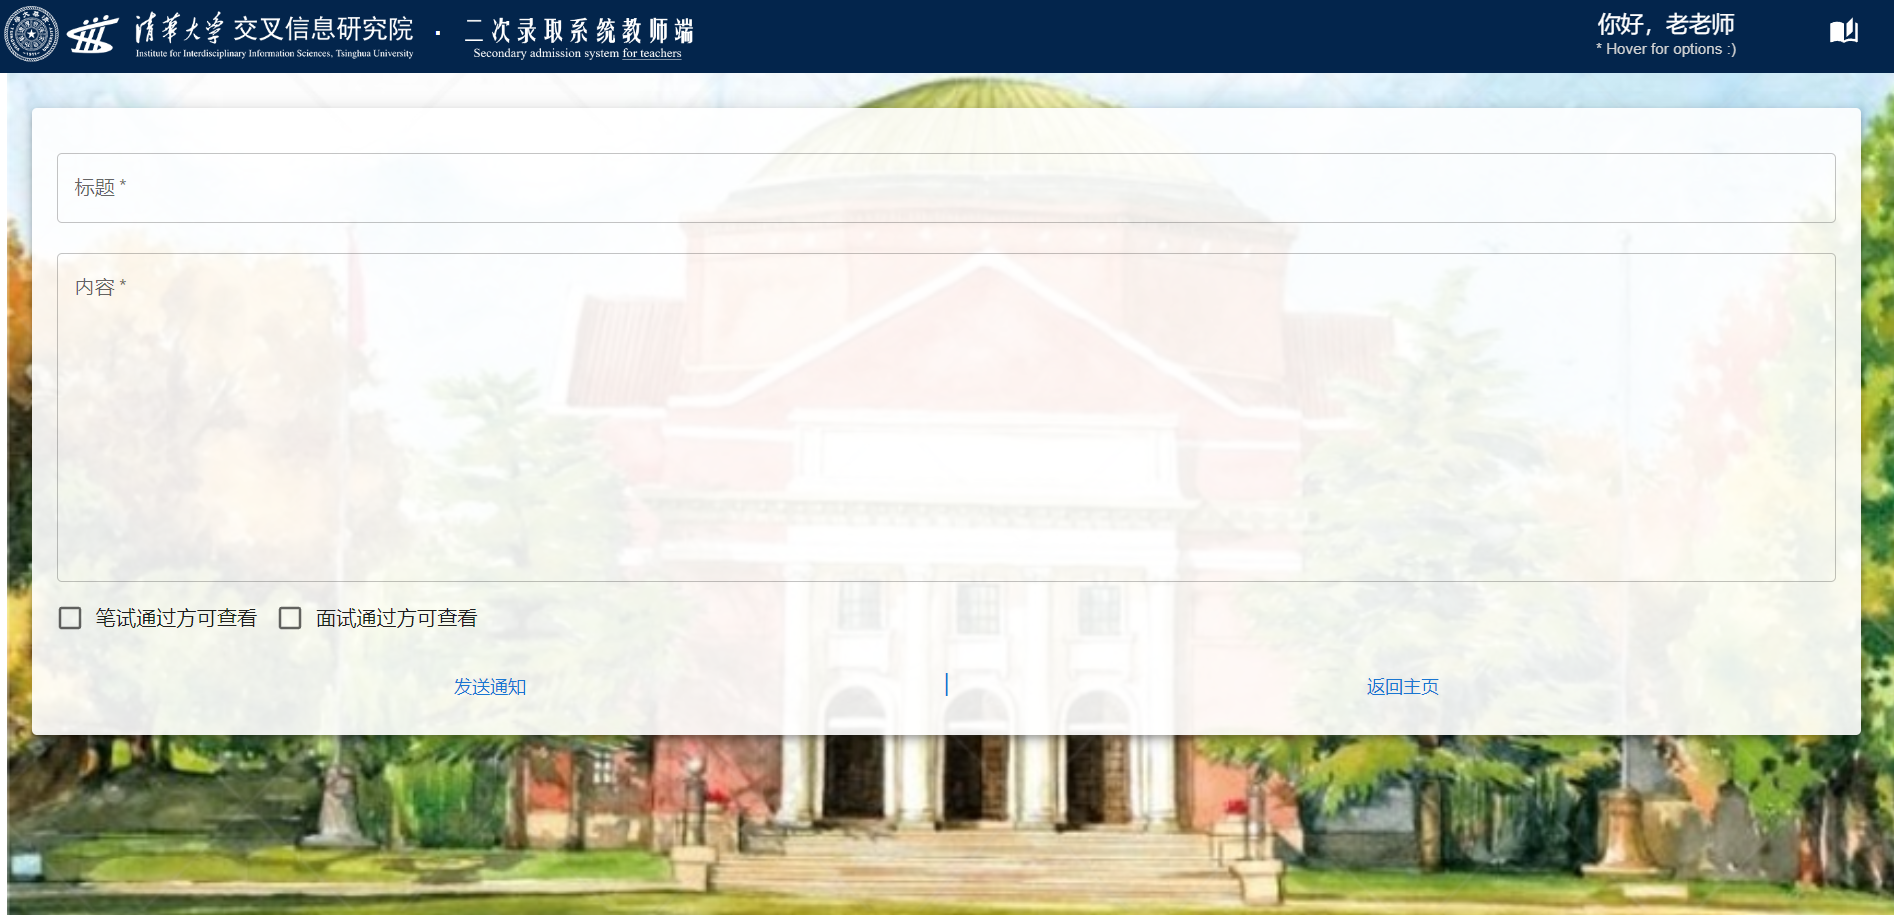 清华大学 交叉信息研究院 · 二次录取系统教师端
Institute for Interdisciplinary Information Sciences, Tsinghua University
Secondary admission system for teachers
你好，老老师
* Hover for options :)
标题 *
内容 *
笔试通过方可查看 面试通过方可查看
发送通知 | 返回主页